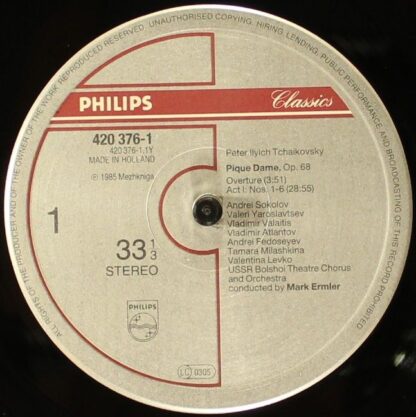 ALL RIGHTS OF THE PRODUCER AND OF THE OWNER OF THE WORK REPRODUCED RESERVED. UNAUTHORISED COPYING, HIRING, LENDING, PUBLIC PERFORMANCE AND BROADCASTING OF THIS RECORD PROHIBITED
PHILIPS
Classics
420 376-1
420 376-1.1Y
MADE IN HOLLAND
℗ 1985 Mezhkniga
1
33 1/3
STEREO
PHILIPS
Peter Ilyich Tchaikovsky
Pique Dame, Op. 68
Overture (3:51)
Act I: Nos. 1-6 (28:55)
Andrei Sokolov
Valeri Yaroslavtsev
Vladimir Valaitis
Vladimir Atlantov
Andrei Fedoseyev
Tamara Milashkina
Valentina Levko
USSR Bolshoi Theatre Chorus
and Orchestra
conducted by Mark Ermler
LC 0305